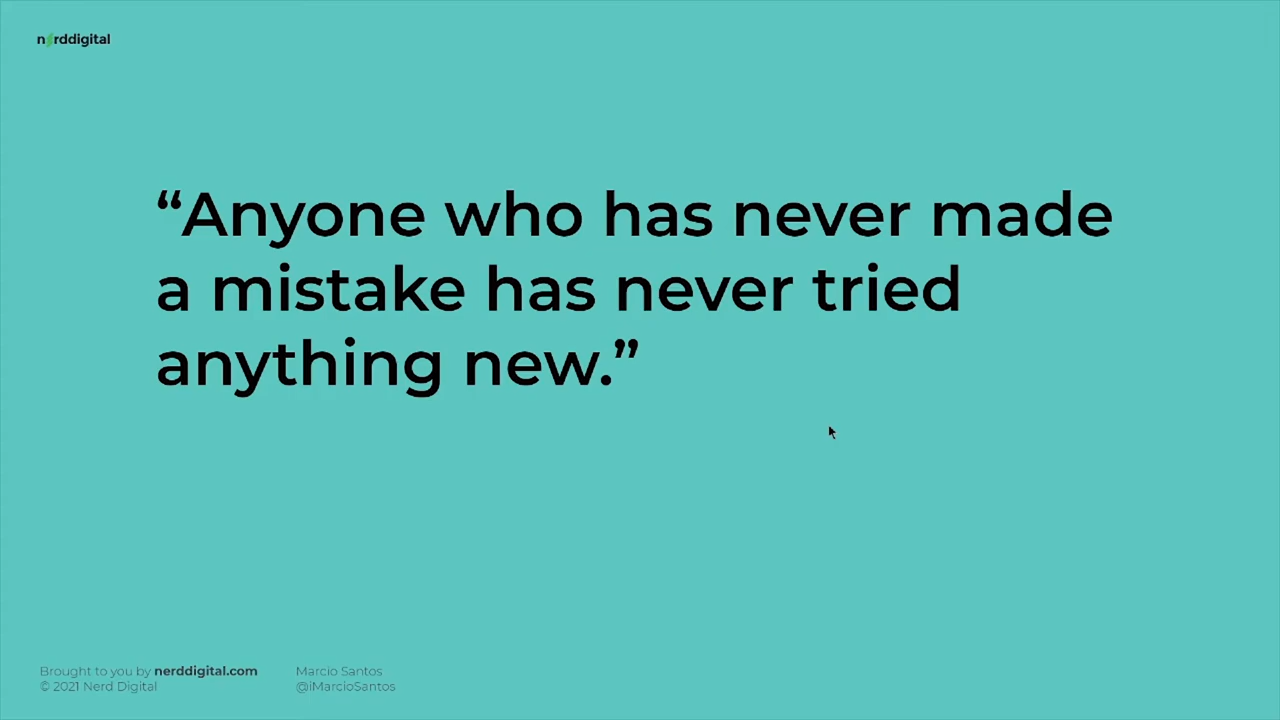 nerddigital
“Anyone who has never made
a mistake has never tried
anything new.”
Brought to you by nerddigital.com
© 2021 Nerd Digital
Marcio Santos
@iMarcioSantos